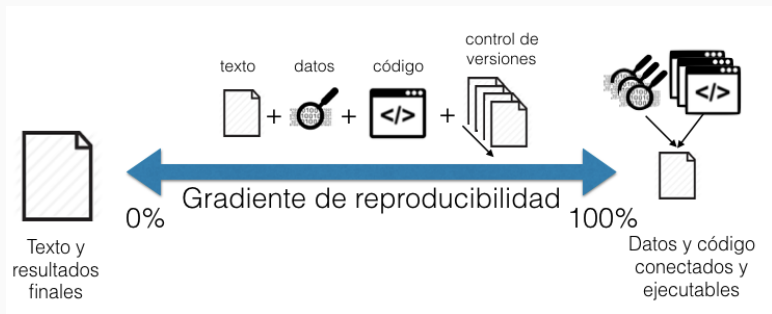 texto
datos
código
control de
versiones
+
+
+
</>
</>
Gradiente de reproducibilidad
0%
100%
Texto y
resultados
finales
Datos y código
conectados y
ejecutables